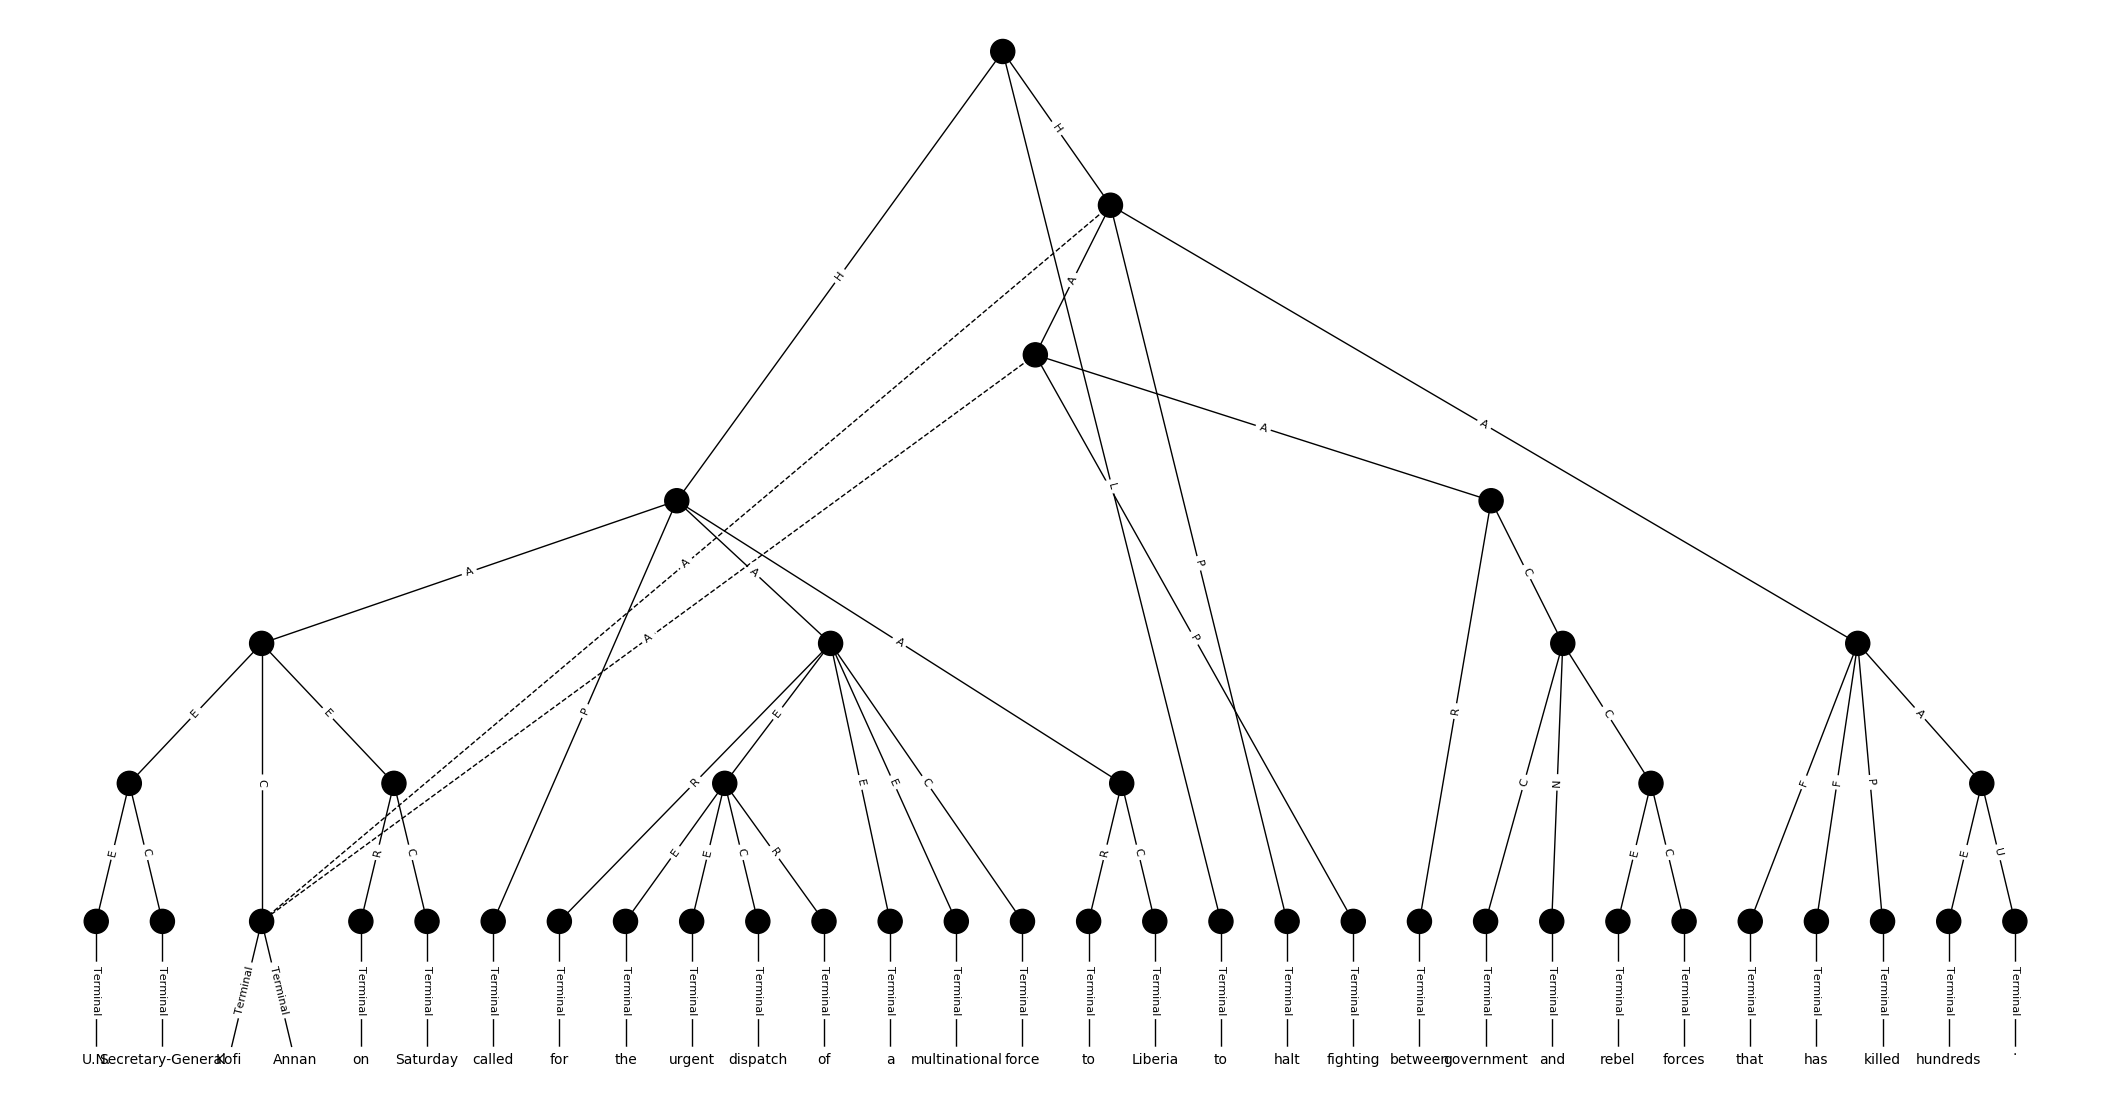 H
H
A
A
A
L
P
A
A
A
C
A
A
P
A
E
E
P
R
E
R
C
N
C
A
C
R
E
E
C
C
F
F
P
E
C
R
C
E
E
C
R
R
C
E
C
E
U
Terminal Terminal Terminal Terminal Terminal Terminal Terminal Terminal Terminal Terminal Terminal Terminal Terminal Terminal Terminal Terminal Terminal Terminal Terminal Terminal Terminal Terminal Terminal Terminal Terminal Terminal Terminal Terminal Terminal Terminal
U.N. Secretary-General Kofi Annan on Saturday called for the urgent dispatch of a multinational force to Liberia to halt fighting between government and rebel forces that has killed hundreds .